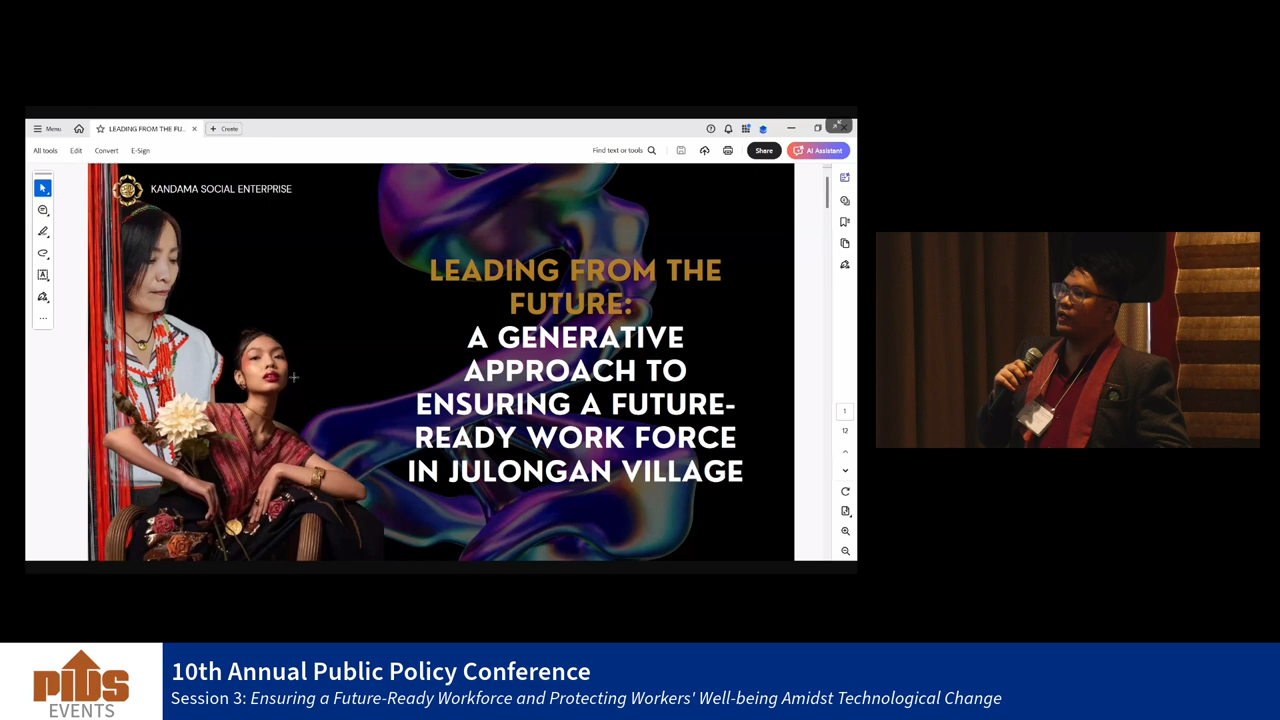 Menu
LEADING FROM THE FU...
Create
All tools
Edit
Convert
E-Sign
Find text or tools
Share
AI Assistant
KANDAMA SOCIAL ENTERPRISE
LEADING FROM THE
FUTURE:
A GENERATIVE
APPROACH TO
ENSURING A FUTURE-
READY WORK FORCE
IN JULONGAN VILLAGE
1
12
PIDS
EVENTS
10th Annual Public Policy Conference
Session 3: Ensuring a Future-Ready Workforce and Protecting Workers' Well-being Amidst Technological Change